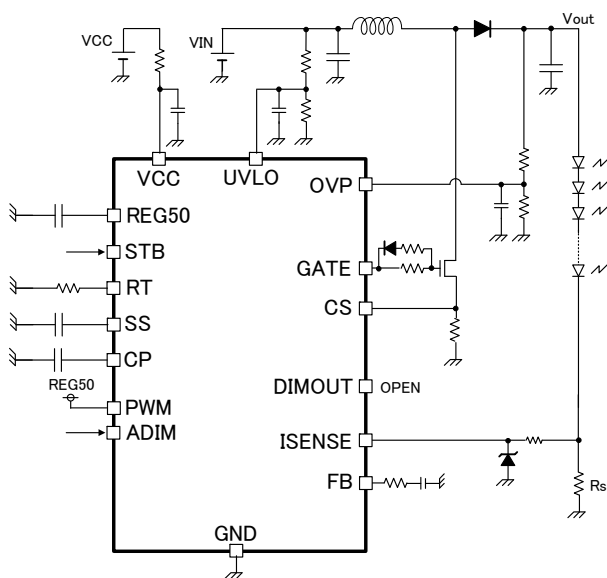 VCC
VIN
Vout
VCC
UVLO
OVP
REG50
STB
GATE
RT
CS
SS
CP
REG50
DIMOUT
OPEN
PWM
ADIM
ISENSE
FB
Rs
GND